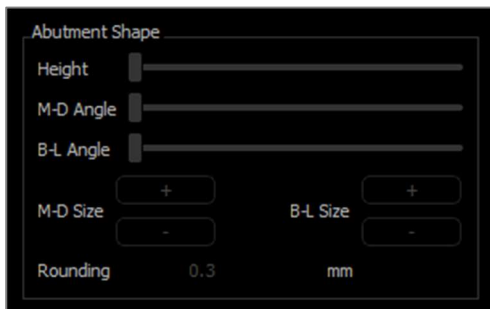 Abutment Shape
Height
M-D Angle
B-L Angle
M-D Size + -
B-L Size + -
Rounding 0.3 mm